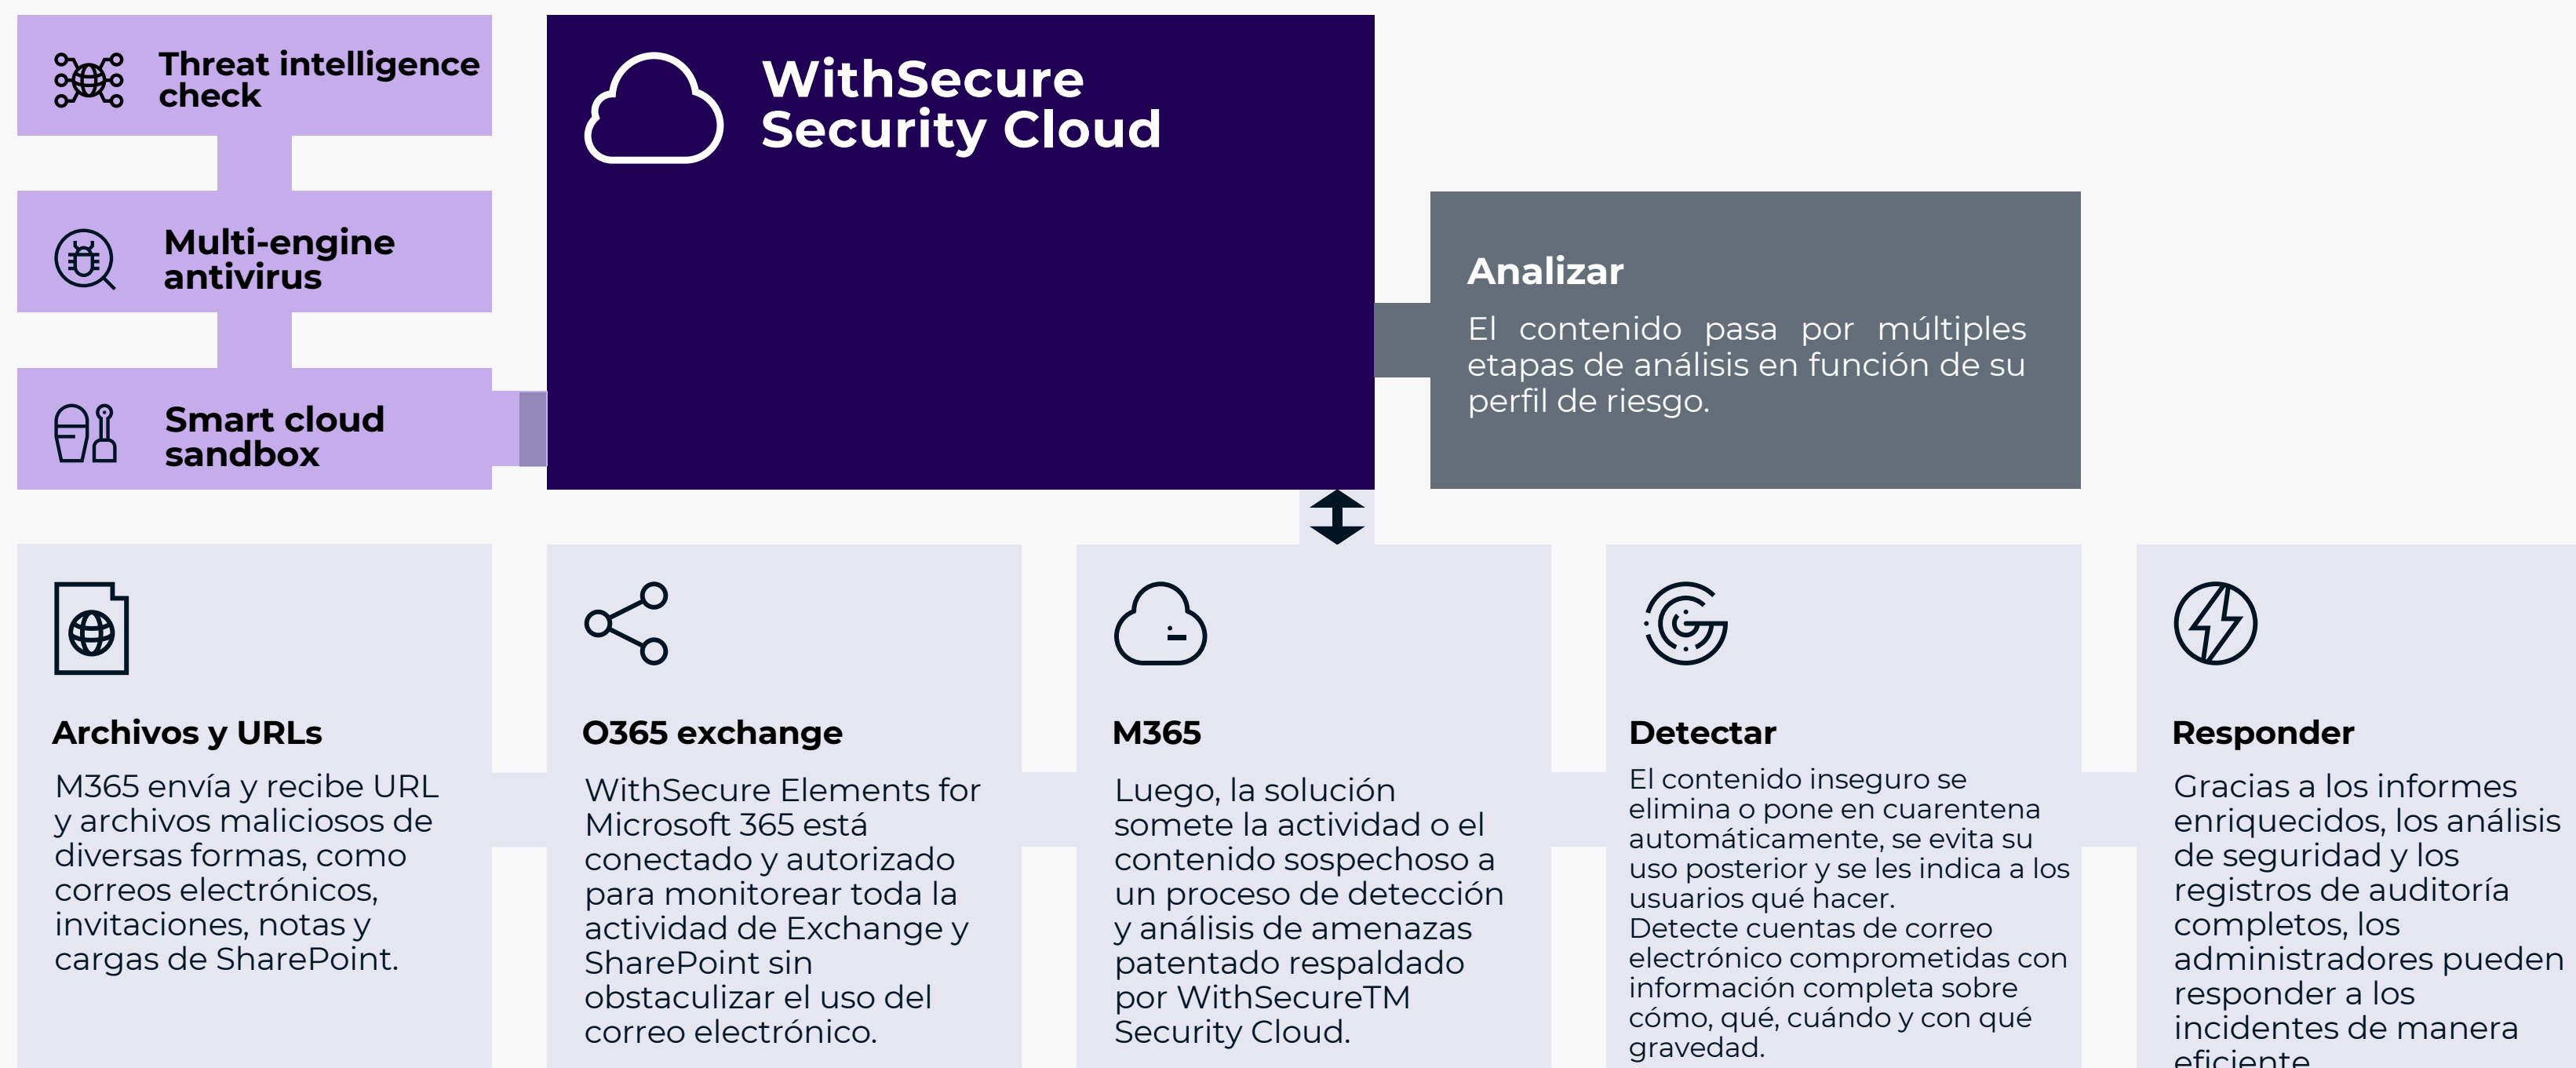 Threat intelligence
check
Multi-engine
antivirus
Smart cloud
sandbox
WithSecure
Security Cloud
Analizar
El contenido pasa por múltiples
etapas de análisis en función de su
perfil de riesgo.
Archivos y URLs
M365 envía y recibe URL
y archivos maliciosos de
diversas formas, como
correos electrónicos,
invitaciones, notas y
cargas de SharePoint.
O365 exchange
WithSecure Elements for
Microsoft 365 está
conectado y autorizado
para monitorear toda la
actividad de Exchange y
SharePoint sin
obstaculizar el uso del
correo electrónico.
M365
Luego, la solución
somete la actividad o el
contenido sospechoso a
un proceso de detección
y análisis de amenazas
patentado respaldado
por WithSecureTM
Security Cloud.
Detectar
El contenido inseguro se
elimina o pone en cuarentena
automáticamente, se evita su
uso posterior y se les indica a los
usuarios qué hacer.
Detecte cuentas de correo
electrónico comprometidas con
información completa sobre
cómo, qué, cuándo y con qué
gravedad.
Responder
Gracias a los informes
enriquecidos, los análisis
de seguridad y los
registros de auditoría
completos, los
administradores pueden
responder a los
incidentes de manera
eficiente